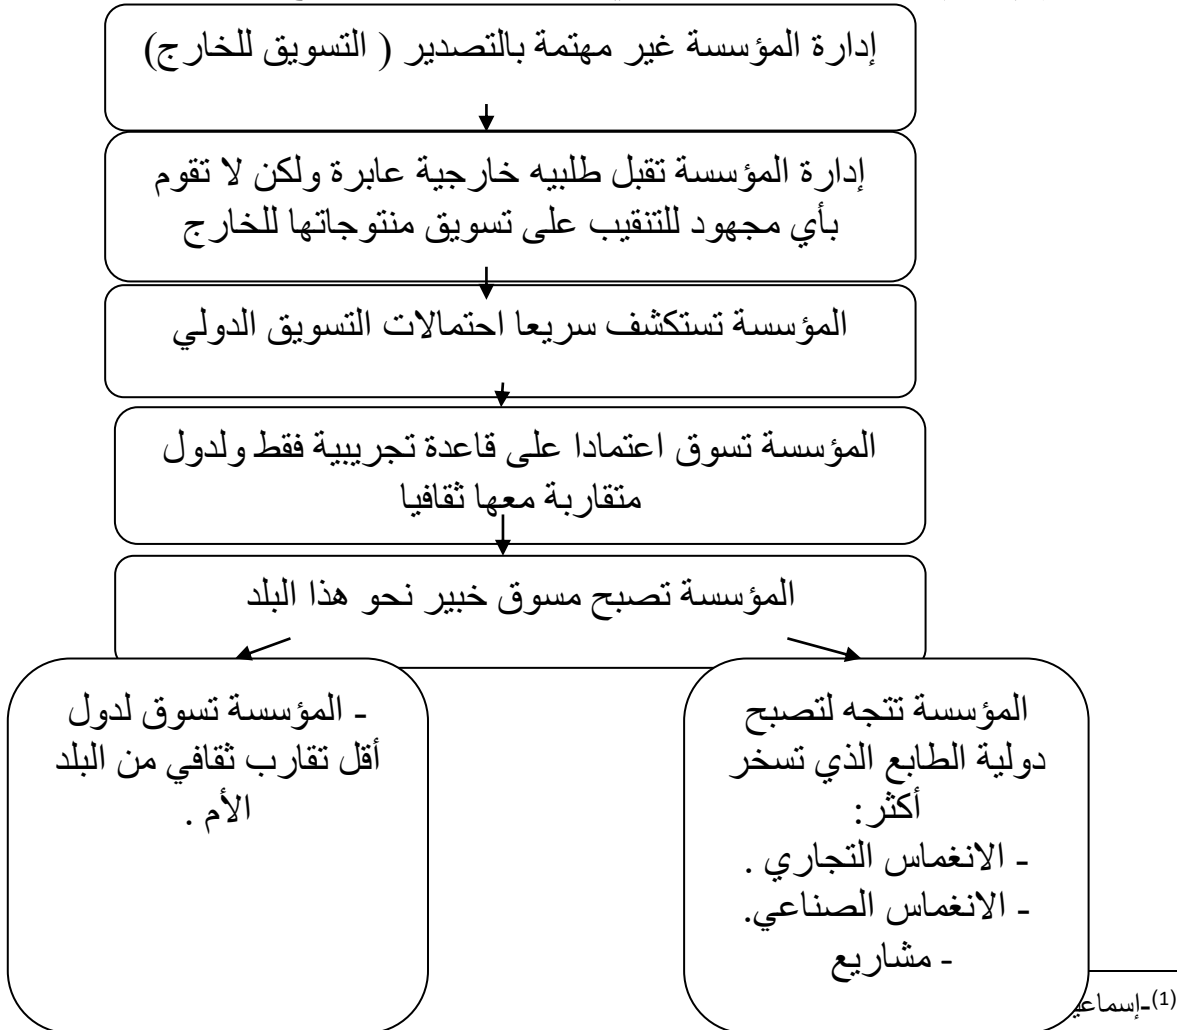 إدارة المؤسسة غير مهتمة بالتصدير ( التسويق للخارج)
إدارة المؤسسة تقبل طلبيه خارجية عابرة ولكن لا تقوم
بأي مجهود للتنقيب على تسويق منتوجاتها للخارج
المؤسسة تستكشف سريعا احتمالات التسويق الدولي
المؤسسة تسوق اعتمادا على قاعدة تجريبية فقط ولدول
متقاربة معها ثقافيا
المؤسسة تصبح مسوق خبير نحو هذا البلد
المؤسسة تتجه لتصبح
دولية الطابع الذي تسخر
أكثر:
- الانغماس التجاري .
- الانغماس الصناعي.
- مشاريع
- المؤسسة تسوق لدول
أقل تقارب ثقافي من البلد
الأم .
(1)-